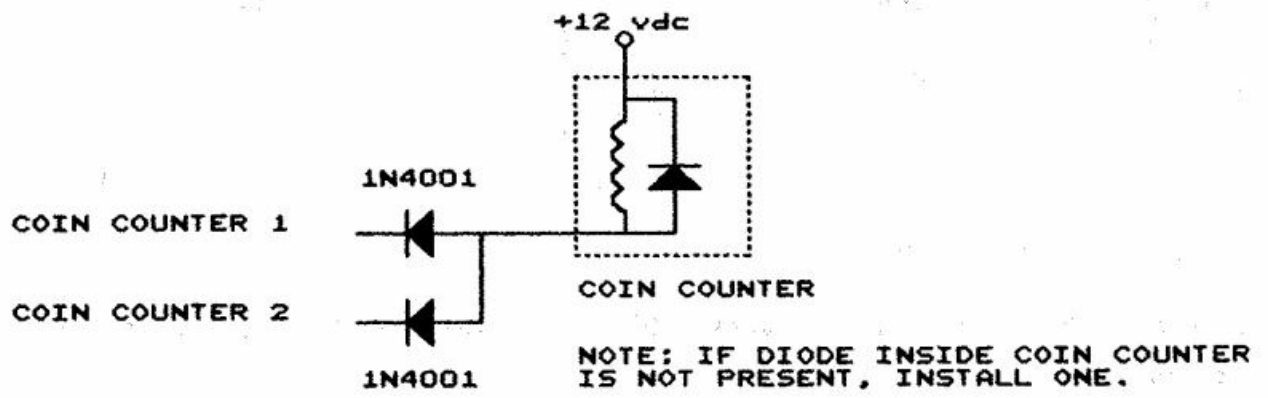 +12 vdc
1N4001
COIN COUNTER 1
COIN COUNTER
COIN COUNTER 2
NOTE: IF DIODE INSIDE COIN COUNTER
IS NOT PRESENT, INSTALL ONE.
1N4001